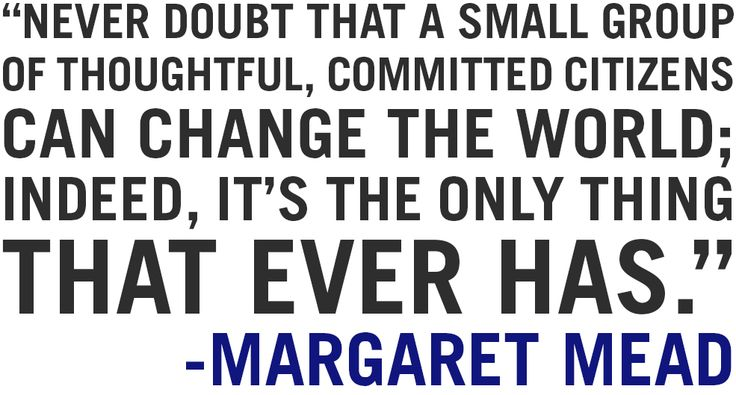 “NEVER DOUBT THAT A SMALL GROUP
OF THOUGHTFUL, COMMITTED CITIZENS
CAN CHANGE THE WORLD;
INDEED, IT’S THE ONLY THING
THAT EVER HAS.”
-MARGARET MEAD